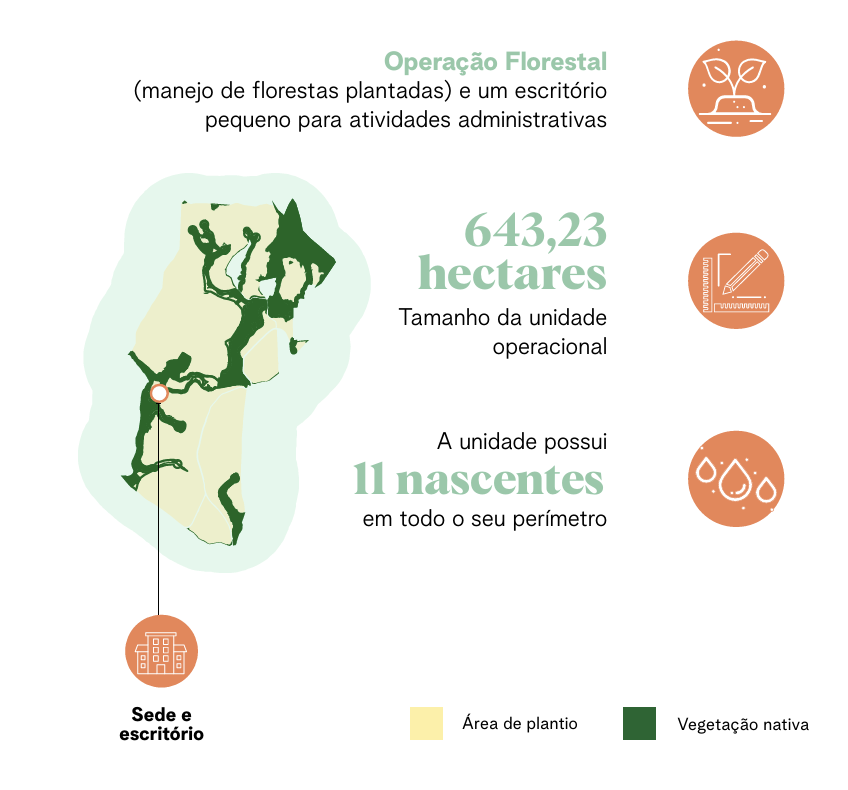 Operação Florestal
(manejo de florestas plantadas) e um escritório
pequeno para atividades administrativas
643,23
hectares
Tamanho da unidade
operacional
A unidade possui
11 nascentes
em todo o seu perímetro
Sede e
escritório
Área de plantio
Vegetação nativa